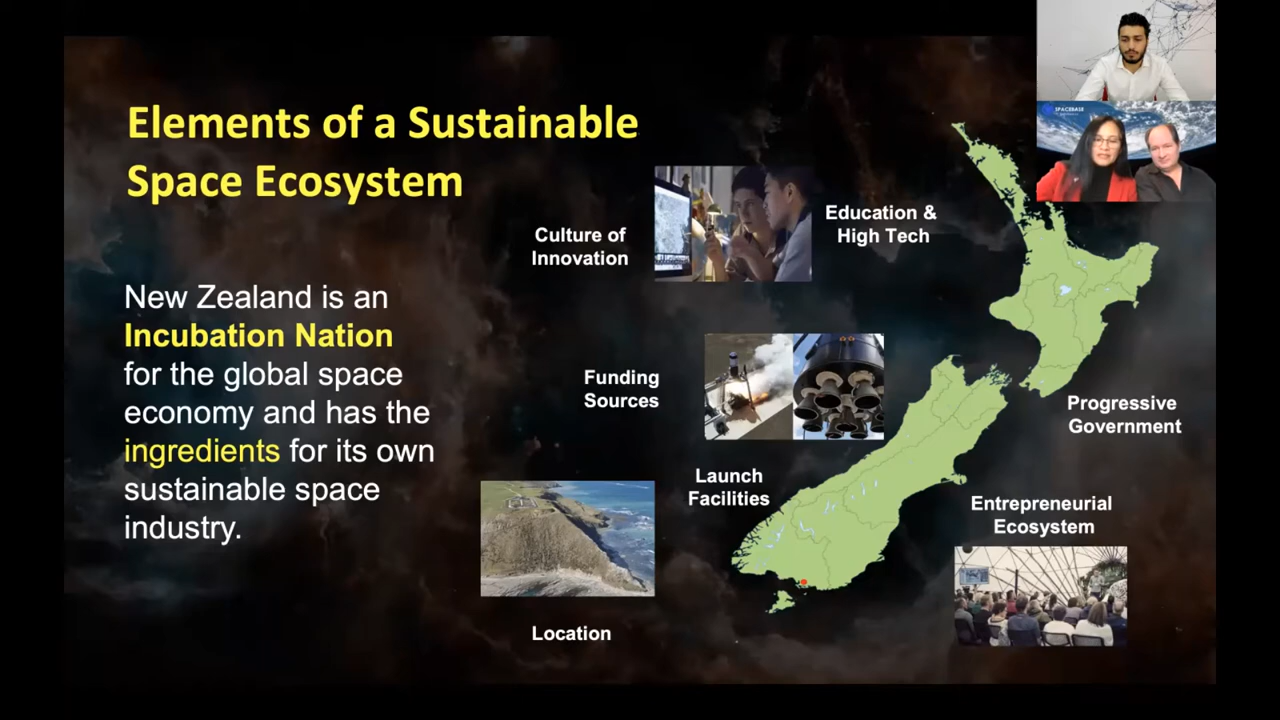 SPACEBASE
Elements of a Sustainable
Space Ecosystem
Culture of
Innovation
Education &
High Tech
New Zealand is an
Incubation Nation
for the global space
economy and has the
ingredients for its own
sustainable space
industry.
Funding
Sources
Progressive
Government
Launch
Facilities
Entrepreneurial
Ecosystem
Location